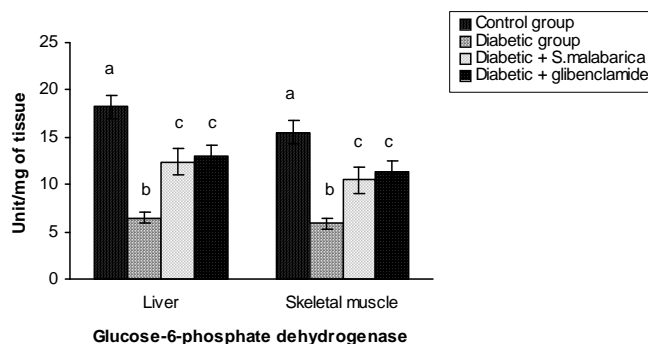 Control group
Diabetic group
Diabetic + S.malabarica
Diabetic + glibenclamide
25
20
15
10
5
0
Unit/mg of tissue
a
b
c c
a
b
c c
Liver Skeletal muscle
Glucose-6-phosphate dehydrogenase